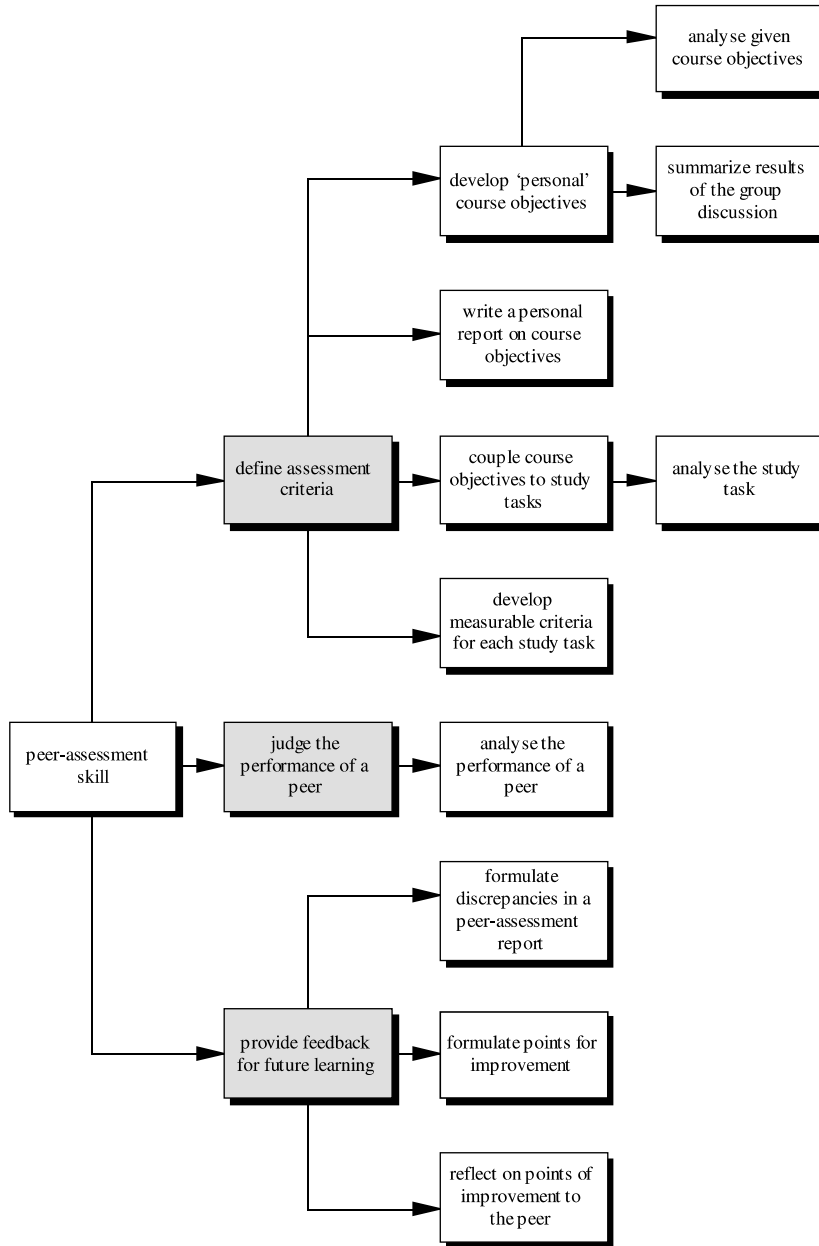 analyse given
course objectives
develop ‘personal’
course objectives
summarize results
of the group
discussion
write a personal
report on course
objectives
define assessment
criteria
couple course
objectives to study
tasks
analyse the study
task
develop
measurable criteria
for each study task
peer-assessment
skill
judge the
performance of a
peer
analyse the
performance of a
peer
formulate
discrepancies in a
peer-assessment
report
provide feedback
for future learning
formulate points for
improvement
reflect on points of
improvement to
the peer